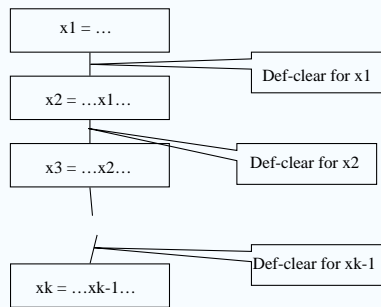 x1 = …
Def-clear for x1
x2 = …x1…
Def-clear for x2
x3 = …x2…
Def-clear for xk-1
xk = …xk-1…